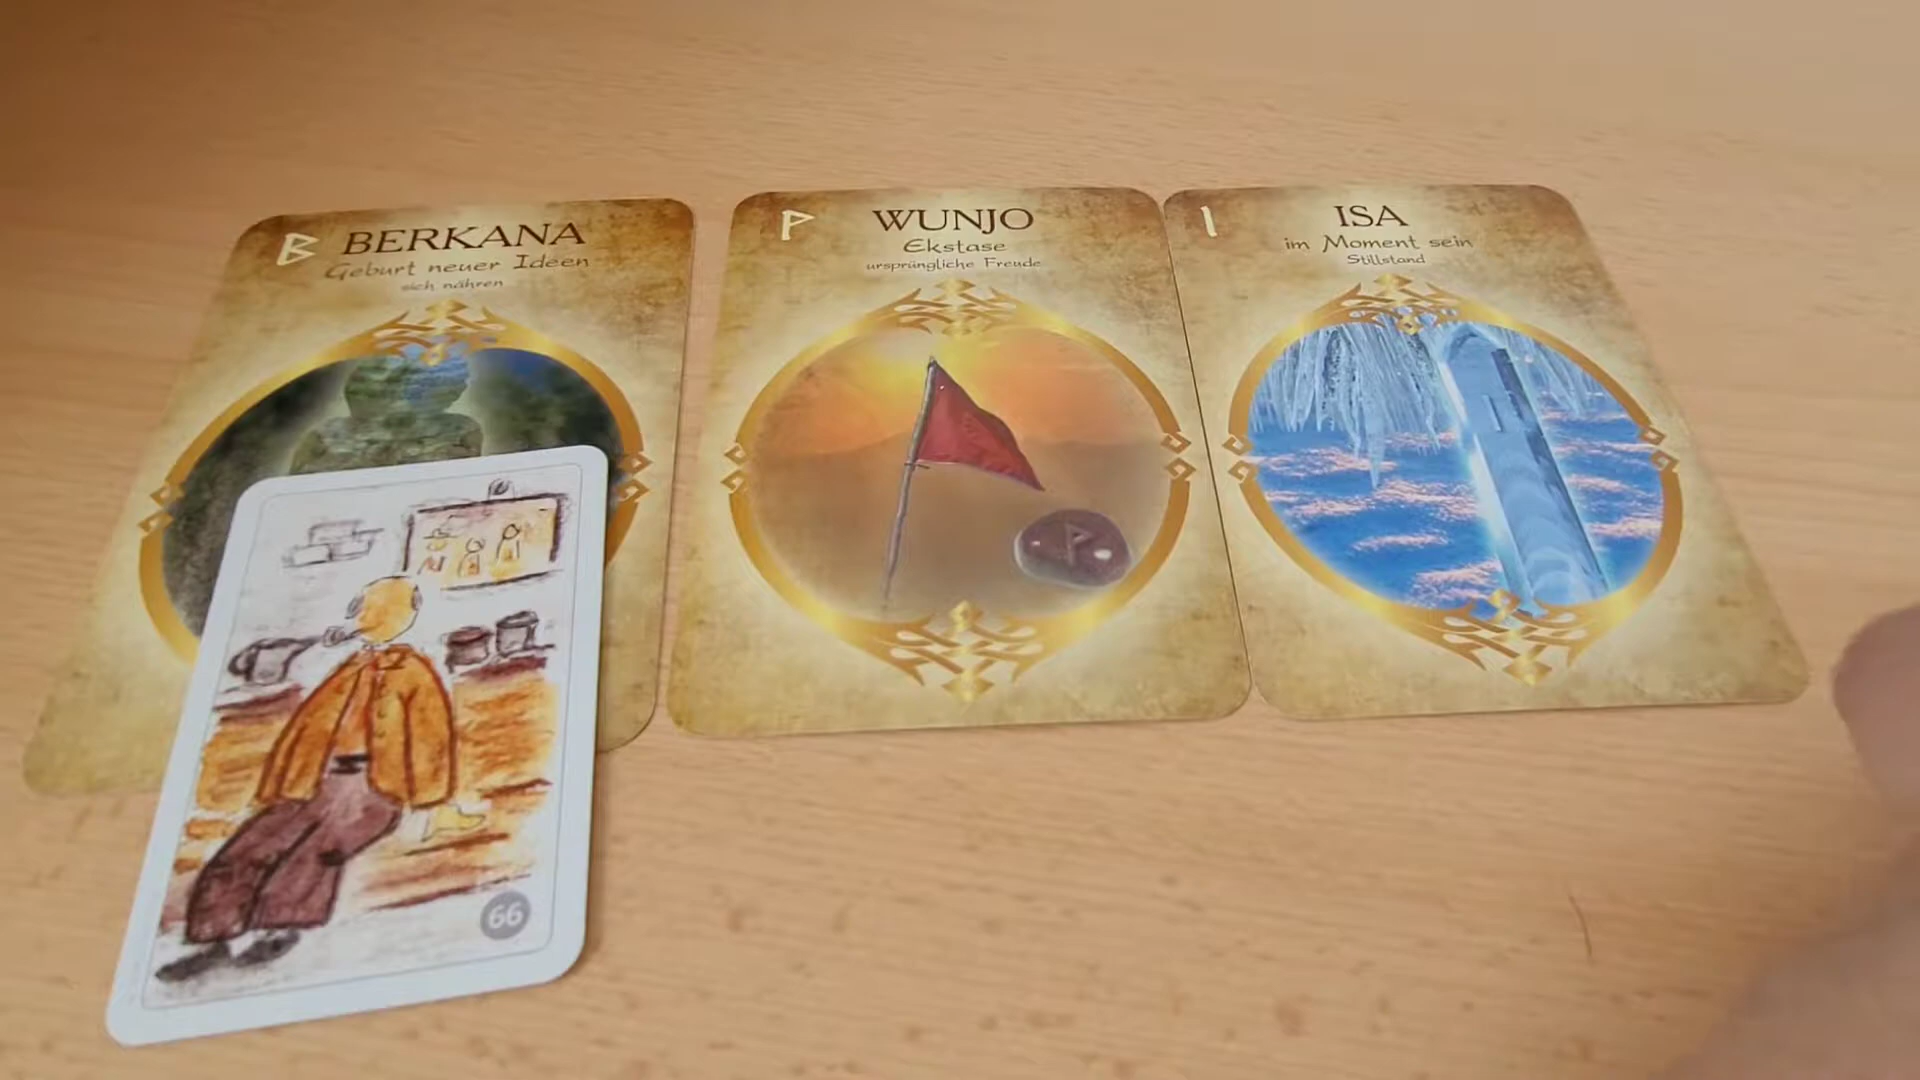 ᛒ BERKANA
Geburt neuer Ideen
sich nähren
ᚹ WUNJO
Ekstase
ursprüngliche Freude
ᚹ
ᛁ ISA
im Moment sein
Stillstand
ᛁ
66